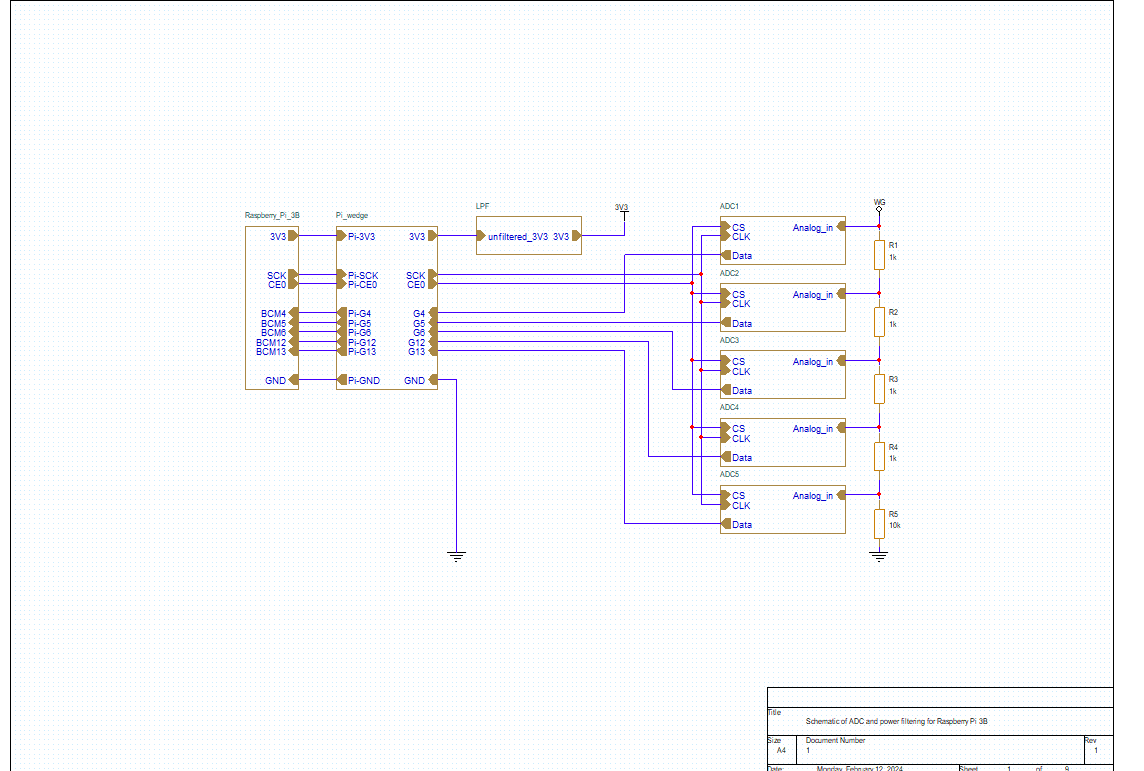 LPF
3V3
ADC1
WG
Raspberry_Pi_3B
Pi_wedge
3V3
Pi-3V3
3V3
unfiltered_3V3
3V3
CS
CLK
Analog_in
Data
R1
1k
SCK
CE0
Pi-SCK
Pi-CE0
SCK
CE0
ADC2
CS
CLK
Analog_in
Data
R2
1k
BCM4
BCM5
BCM6
BCM12
BCM13
Pi-G4
Pi-G5
Pi-G6
Pi-G12
Pi-G13
G4
G5
G6
G12
G13
ADC3
CS
CLK
Analog_in
Data
R3
1k
GND
Pi-GND
GND
ADC4
CS
CLK
Analog_in
Data
R4
1k
ADC5
CS
CLK
Analog_in
Data
R5
10k
Title
Schematic of ADC and power filtering for Raspberry Pi 3B
Size
A4
Document Number
1
Rev
1
Date:
Monday, February 12, 2024
Sheet
1
of
9